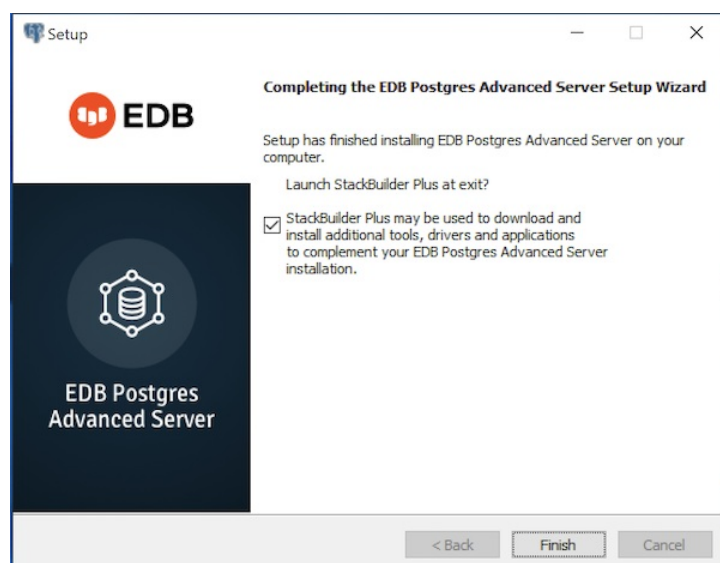 Setup
EDB
Completing the EDB Postgres Advanced Server Setup Wizard
Setup has finished installing EDB Postgres Advanced Server on your
computer.
Launch StackBuilder Plus at exit?
StackBuilder Plus may be used to download and
install additional tools, drivers and applications
to complement your EDB Postgres Advanced Server
installation.
EDB Postgres
Advanced Server
< Back
Finish
Cancel